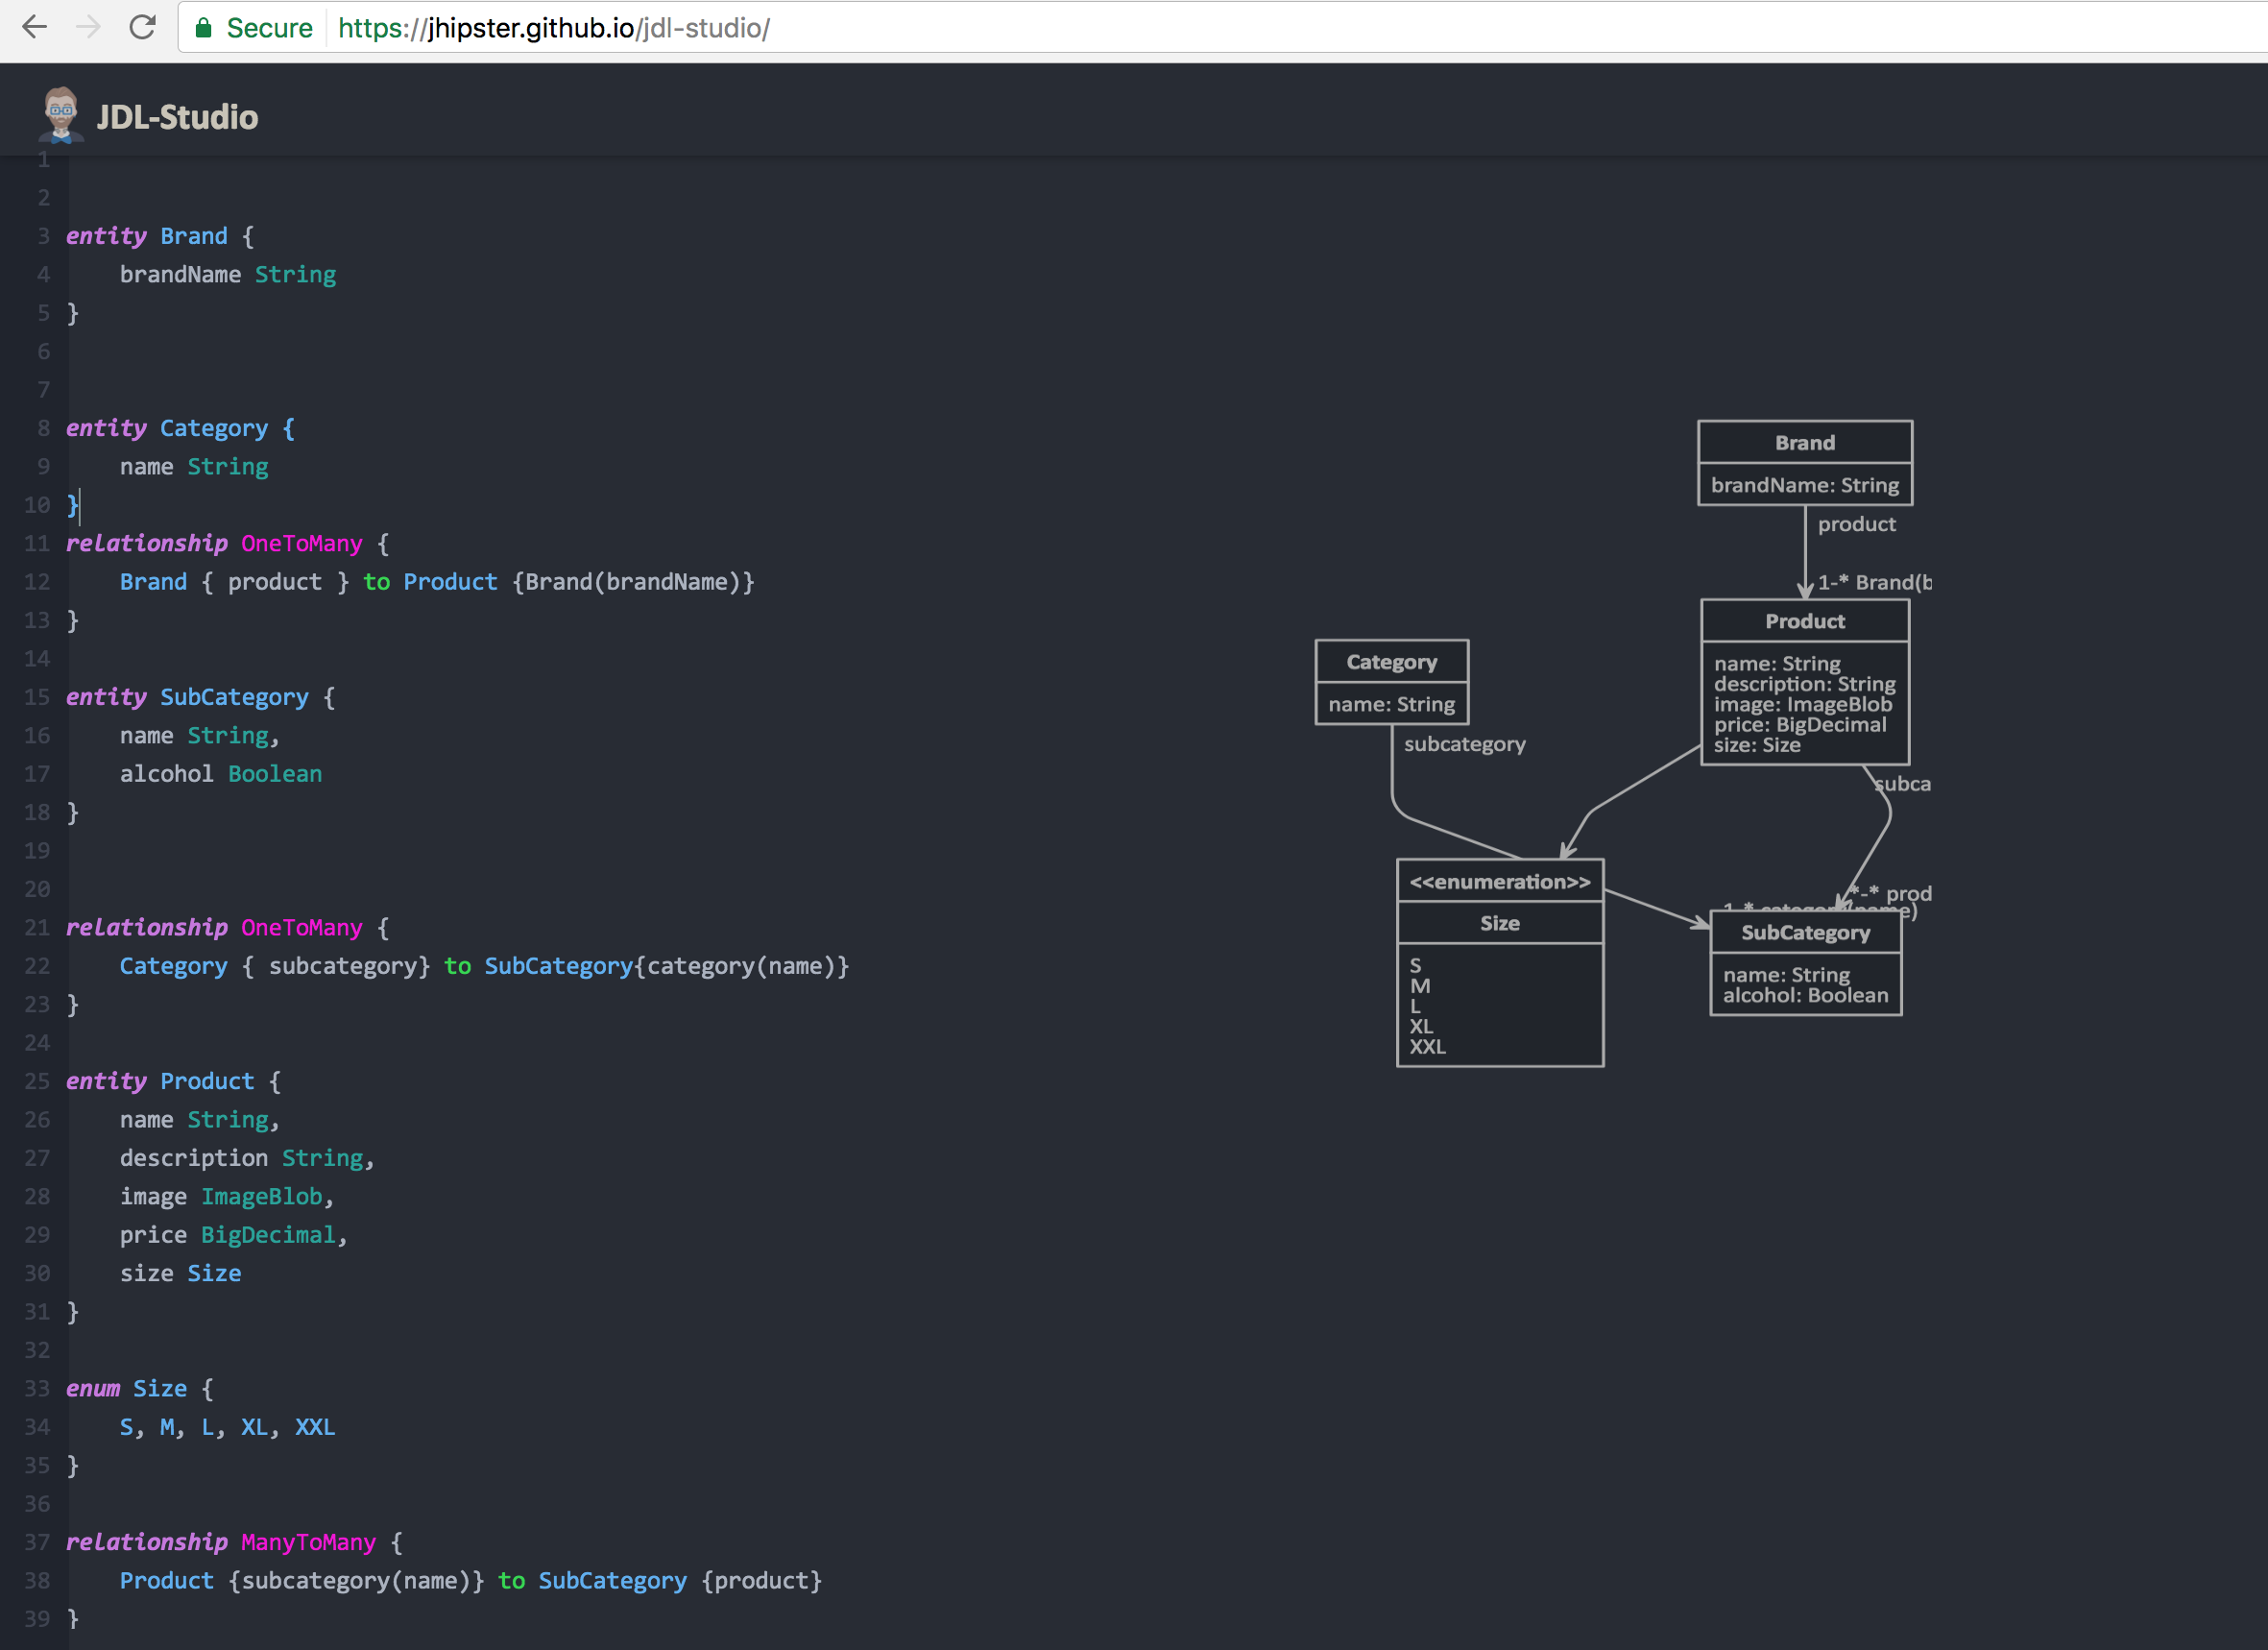 Secure https://jhipster.github.io/jdl-studio/
JDL-Studio
1
2
3 entity Brand {
4 brandName String
5 }
6
7
8 entity Category {
9 name String
10 }
11 relationship OneToMany {
12 Brand { product } to Product {Brand(brandName)}
13 }
14
15 entity SubCategory {
16 name String,
17 alcohol Boolean
18 }
19
20
21 relationship OneToMany {
22 Category { subcategory} to SubCategory{category(name)}
23 }
24
25 entity Product {
26 name String,
27 description String,
28 image ImageBlob,
29 price BigDecimal,
30 size Size
31 }
32
33 enum Size {
34 S, M, L, XL, XXL
35 }
36
37 relationship ManyToMany {
38 Product {subcategory(name)} to SubCategory {product}
39 }
Brand
brandName: String
product
1-* Brand(b
Product
name: String
description: String
image: ImageBlob
price: BigDecimal
size: Size
Category
name: String
subcategory
subca
<<enumeration>>
Size
S
M
L
XL
XXL
*-* prod
1-* category(name)
SubCategory
name: String
alcohol: Boolean